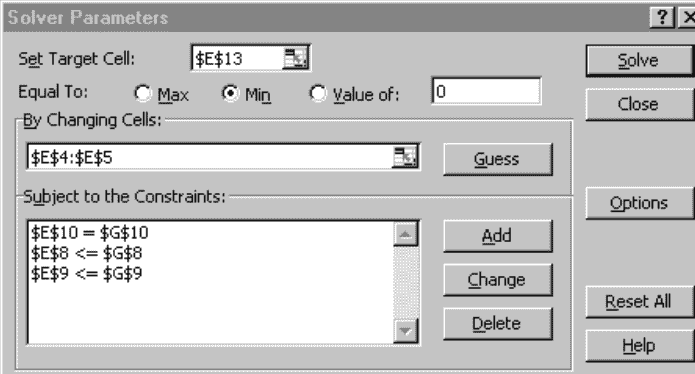 Solver Parameters
Set Target Cell: $E$13 Solve
Equal To: Max Min Value of: 0 Close
By Changing Cells:
$E$4:$E$5 Guess
Subject to the Constraints: Options
$E$10 = $G$10 Add
$E$8 <= $G$8
$E$9 <= $G$9 Change
Reset All
Delete
Help